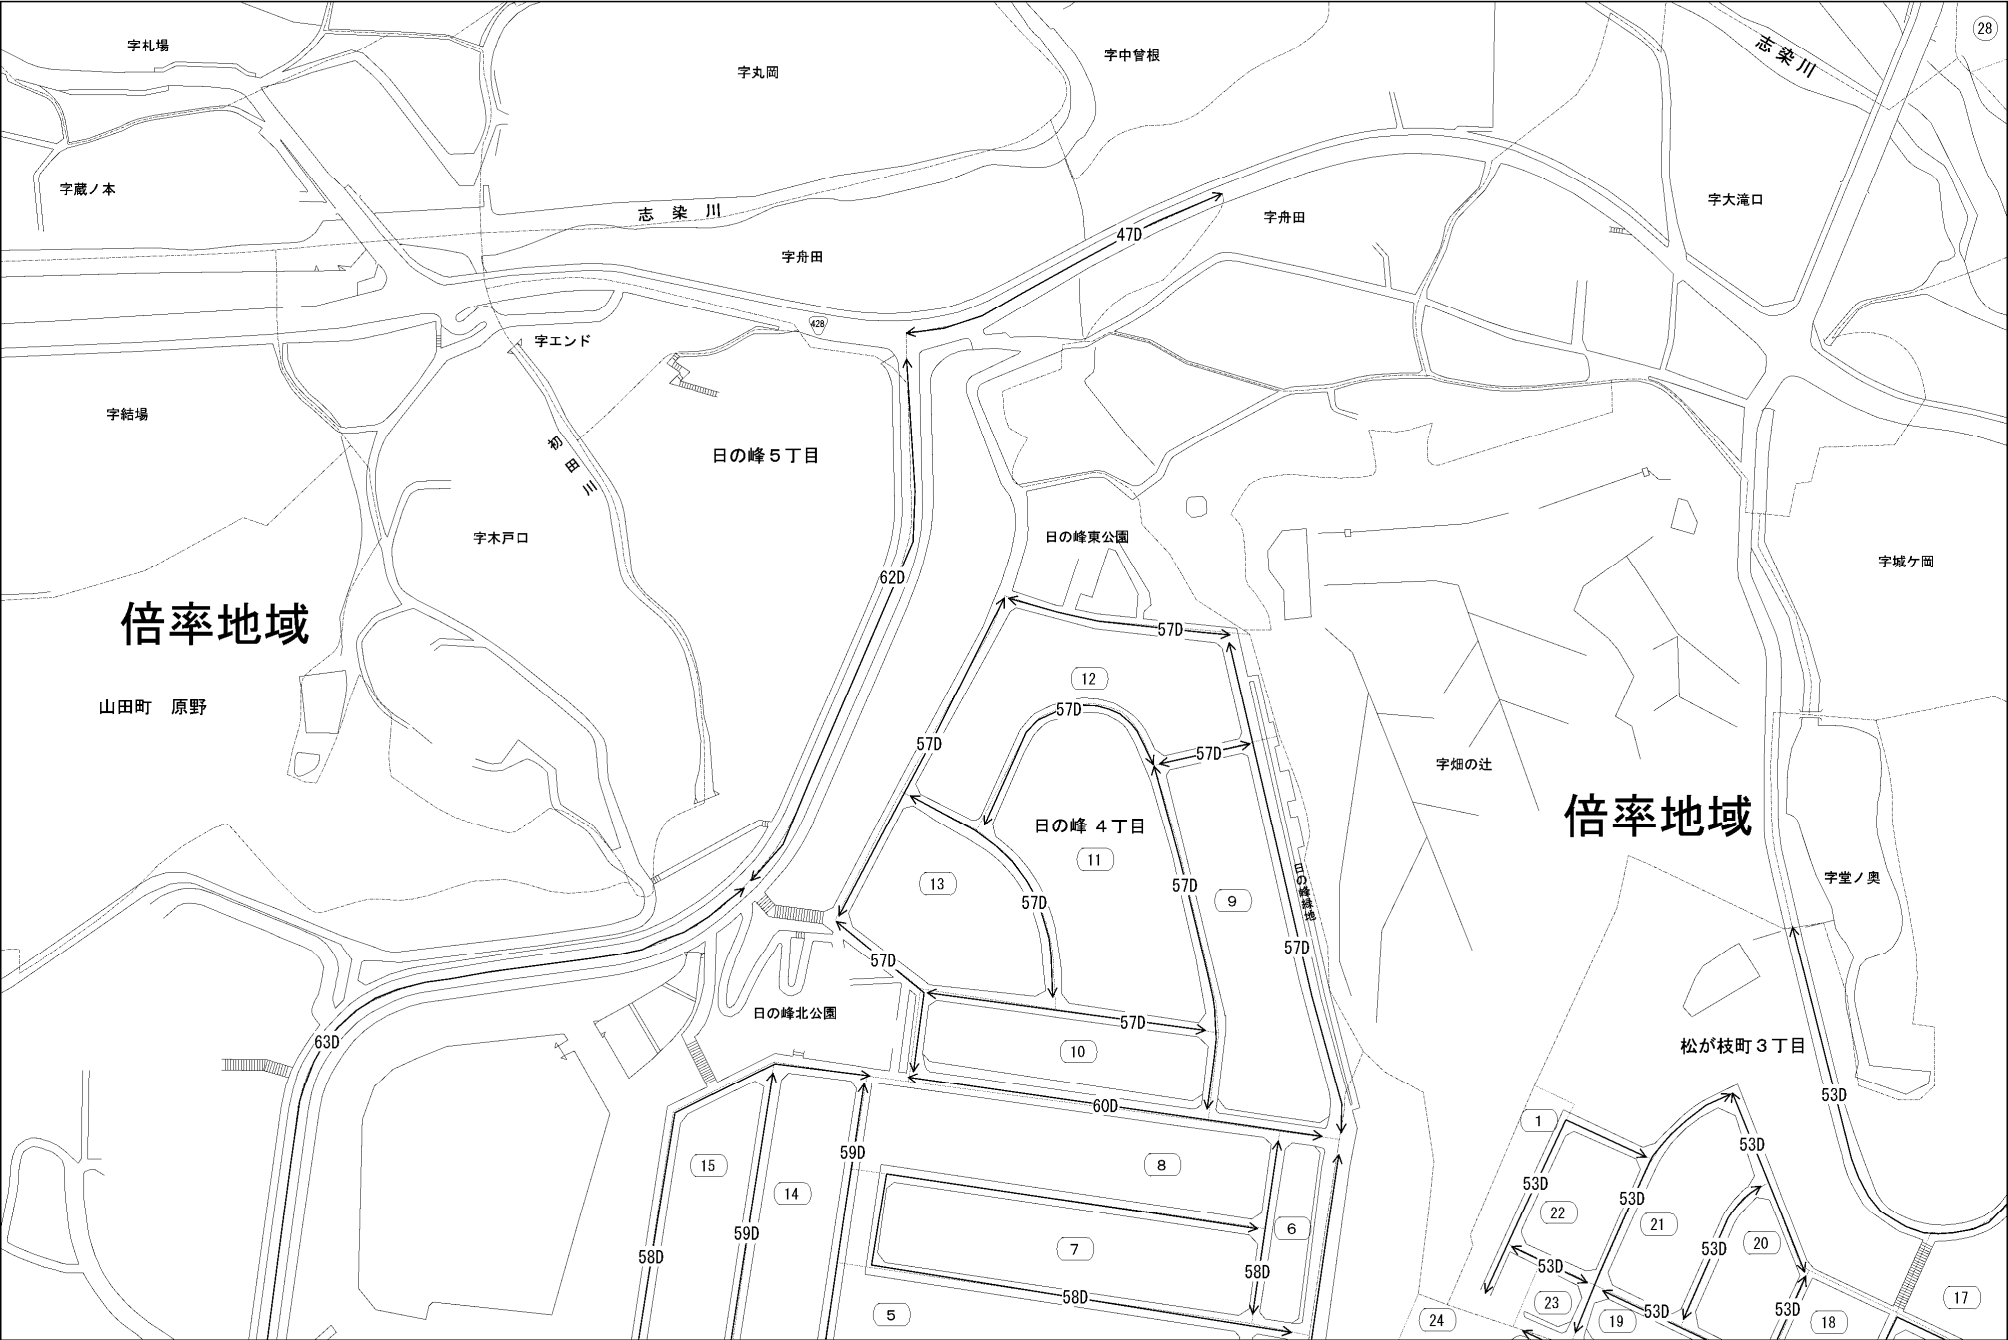 字札場
字丸岡
字中曾根
志染川
28
字蔵ノ本
志染川
字舟田
47D
字舟田
字大滝口
428
字エンド
字結場
初田川
日の峰5丁目
字木戸口
日の峰東公園
字城ケ岡
62D
倍率地域
57D
12
山田町 原野
57D
57D
57D
字畑の辻
倍率地域
日の峰 4丁目
11
13
57D
57D
9
日の峰緑地
字堂ノ奥
57D
57D
日の峰北公園
57D
63D
10
松が枝町3丁目
60D
53D
1
59D
53D
15
14
8
53D
22
53D
21
6
59D
58D
7
53D
20
58D
53D
58D
23
53D
53D
17
5
24
19
18